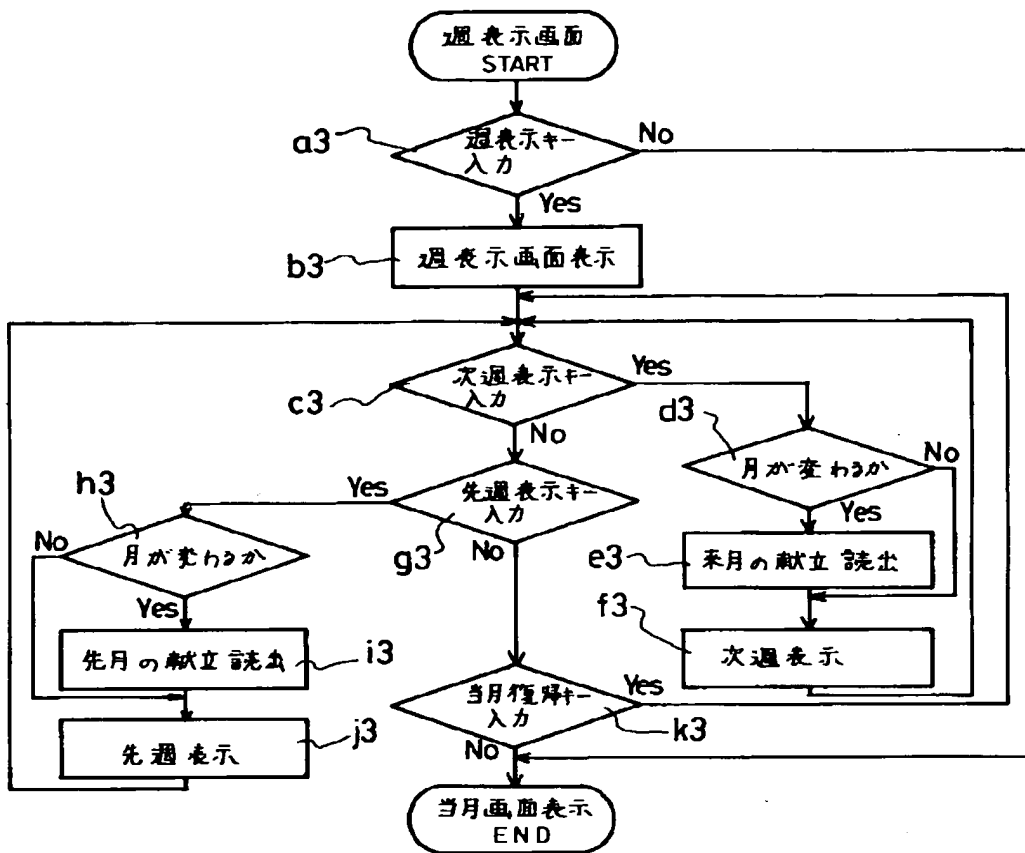 週表示画面
START
a3
週表示キー
入力
No
Yes
b3
週表示画面表示
c3
次週表示キー
入力
Yes
No
d3
月が変わるか
No
Yes
e3
来月の献立読出
f3
次週表示
g3
先週表示キー
入力
Yes
No
h3
月が変わるか
No
Yes
i3
先月の献立読出
j3
先週表示
k3
当月復帰キー
入力
Yes
No
当月画面表示
END